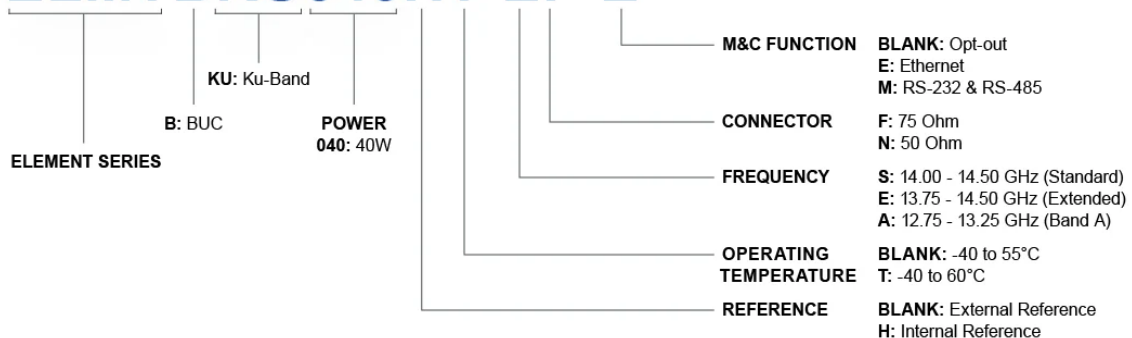 M&C FUNCTION BLANK: Opt-out
E: Ethernet
M: RS-232 & RS-485
KU: Ku-Band
B: BUC
POWER
040: 40W
ELEMENT SERIES
CONNECTOR F: 75 Ohm
N: 50 Ohm
FREQUENCY S: 14.00 - 14.50 GHz (Standard)
E: 13.75 - 14.50 GHz (Extended)
A: 12.75 - 13.25 GHz (Band A)
OPERATING BLANK: -40 to 55°C
TEMPERATURE T: -40 to 60°C
REFERENCE BLANK: External Reference
H: Internal Reference